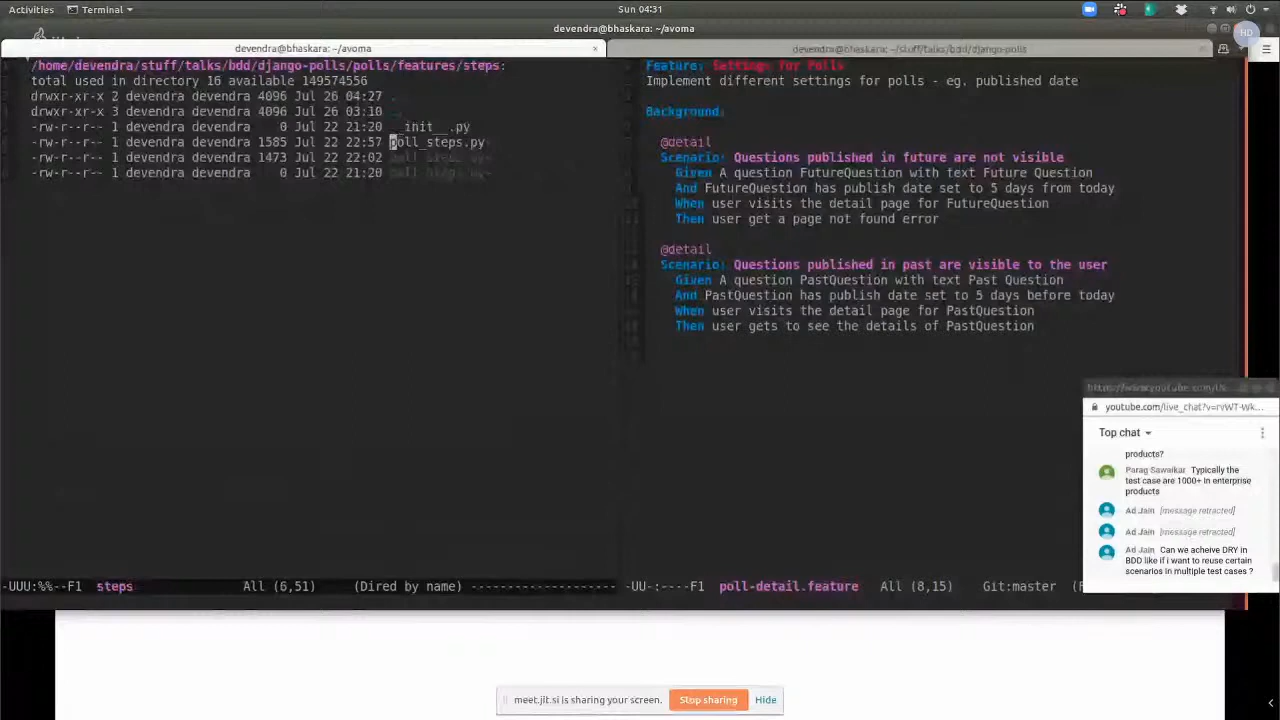 Activities
Terminal
Sun 04:31
devendra@bhaskara: ~/avoma
HD
devendra@bhaskara: ~/avoma
×
devendra@bhaskara: ~/stuff/talks/bdd/django-polls
/home/devendra/stuff/talks/bdd/django-polls/polls/features/steps:
total used in directory 16 available 149574556
drwxr-xr-x 2 devendra devendra 4096 Jul 26 04:27 .
drwxr-xr-x 3 devendra devendra 4096 Jul 26 03:10 ..
-rw-r--r-- 1 devendra devendra 0 Jul 22 21:20 __init__.py
-rw-r--r-- 1 devendra devendra 1585 Jul 22 22:57 poll_steps.py
-rw-r--r-- 1 devendra devendra 1473 Jul 22 22:02
-rw-r--r-- 1 devendra devendra 0 Jul 22 21:20
-UUU:%%--F1 steps All (6,51) (Dired by name) --------------------
Feature: Settings for Polls
Implement different settings for polls - eg. published date
Background:
@detail
Scenario: Questions published in future are not visible
Given A question FutureQuestion with text Future Question
And FutureQuestion has publish date set to 5 days from today
When user visits the detail page for FutureQuestion
Then user get a page not found error
@detail
Scenario: Questions published in past are visible to the user
Given A question PastQuestion with text Past Question
And PastQuestion has publish date set to 5 days before today
When user visits the detail page for PastQuestion
Then user gets to see the details of PastQuestion
-UU-:----F1 poll-detail.feature All (8,15) Git:master
youtube.com/live_chat?v=rvWT-Wk...
Top chat
products?
Parag Sawaikar Typically the
test case are 1000+ in enterprise
products
Ad Jain [message retracted]
Ad Jain [message retracted]
Ad Jain Can we acheive DRY in
BDD like if i want to reuse certain
scenarios in multiple test cases ?
meet.jit.si is sharing your screen.
Stop sharing
Hide